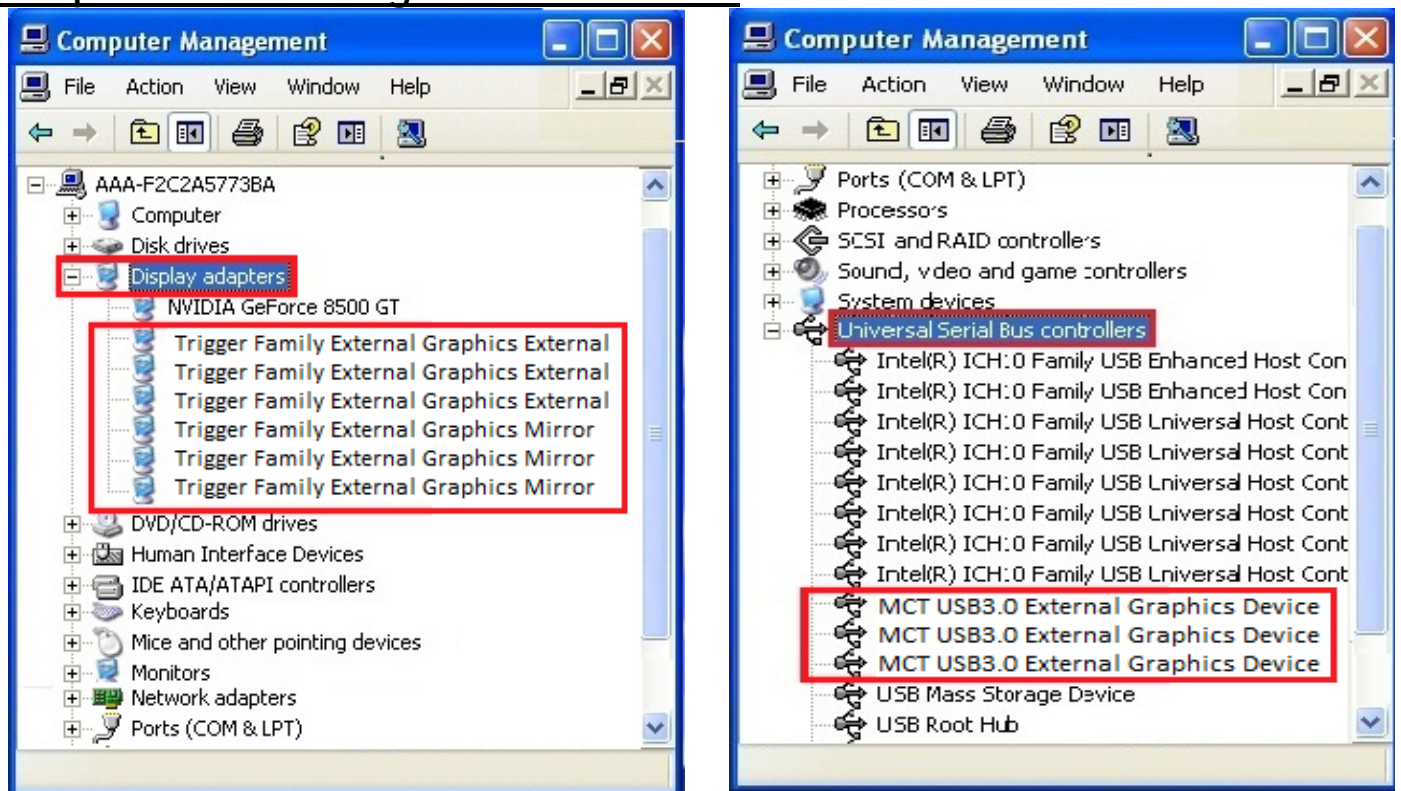 Computer Management
File Action View Window Help
AAA-F2C2A5773BA
Computer
Disk drives
Display adapters
NVIDIA GeForce 8500 GT
Trigger Family External Graphics External
Trigger Family External Graphics External
Trigger Family External Graphics External
Trigger Family External Graphics Mirror
Trigger Family External Graphics Mirror
Trigger Family External Graphics Mirror
DVD/CD-ROM drives
Human Interface Devices
IDE ATA/ATAPI controllers
Keyboards
Mice and other pointing devices
Monitors
Network adapters
Ports (COM & LPT)
Computer Management
File Action View Window Help
Ports (COM & LPT)
Processors
SCSI and RAID controllers
Sound, video and game controllers
System devices
Universal Serial Bus controllers
Intel(R) ICH10 Family USB Enhanced Host Con
Intel(R) ICH10 Family USB Enhanced Host Con
Intel(R) ICH10 Family USB Universal Host Cont
Intel(R) ICH10 Family USB Universal Host Cont
Intel(R) ICH10 Family USB Universal Host Cont
Intel(R) ICH10 Family USB Universal Host Cont
Intel(R) ICH10 Family USB Universal Host Cont
Intel(R) ICH10 Family USB Universal Host Cont
MCT USB3.0 External Graphics Device
MCT USB3.0 External Graphics Device
MCT USB3.0 External Graphics Device
USB Mass Storage Device
USB Root Hub